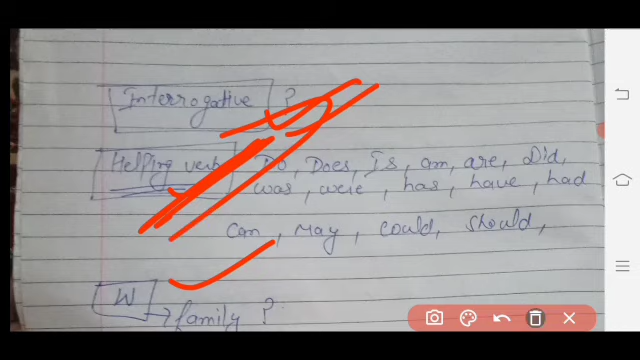 Interrogative ?
Helping verb Do, Does, Is, am, are, Did,
was, were, has, have, had
can, May, could, should,
W
family ?